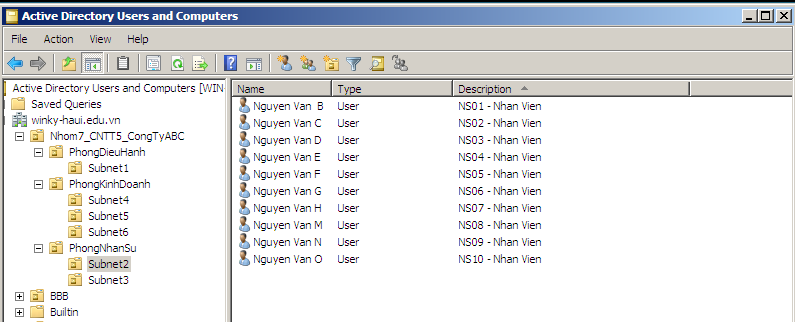 Active Directory Users and Computers
File Action View Help
Active Directory Users and Computers [WIN-
Saved Queries
winky-haui.edu.vn
Nhom7_CNTT5_CongTyABC
PhongDieuHanh
Subnet1
PhongKinhDoanh
Subnet4
Subnet5
Subnet6
PhongNhanSu
Subnet2
Subnet3
BBB
Builtin
Name Type Description
Nguyen Van B User NS01 - Nhan Vien
Nguyen Van C User NS02 - Nhan Vien
Nguyen Van D User NS03 - Nhan Vien
Nguyen Van E User NS04 - Nhan Vien
Nguyen Van F User NS05 - Nhan Vien
Nguyen Van G User NS06 - Nhan Vien
Nguyen Van H User NS07 - Nhan Vien
Nguyen Van M User NS08 - Nhan Vien
Nguyen Van N User NS09 - Nhan Vien
Nguyen Van O User NS10 - Nhan Vien